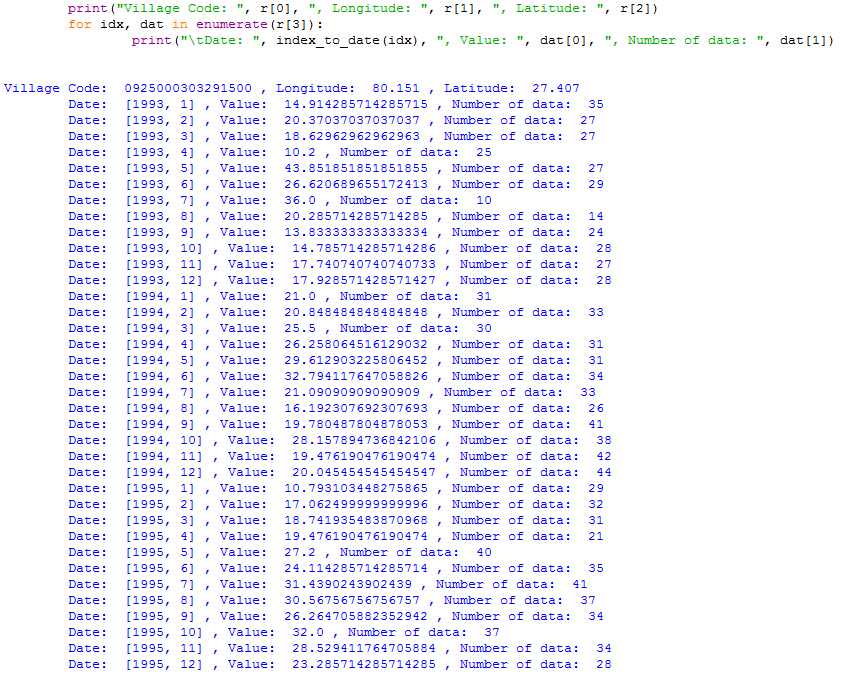 print("Village Code: ", r[0], ", Longitude: ", r[1], ", Latitude: ", r[2])
for idx, dat in enumerate(r[3]):
print("\tDate: ", index_to_date(idx), ", Value: ", dat[0], ", Number of data: ", dat[1])
Village Code:  0925000303291500 , Longitude:  80.151 , Latitude:  27.407
Date:  [1993, 1] , Value:  14.914285714285715 , Number of data:  35
Date:  [1993, 2] , Value:  20.37037037037037 , Number of data:  27
Date:  [1993, 3] , Value:  18.62962962962963 , Number of data:  27
Date:  [1993, 4] , Value:  10.2 , Number of data:  25
Date:  [1993, 5] , Value:  43.851851851851855 , Number of data:  27
Date:  [1993, 6] , Value:  26.620689655172413 , Number of data:  29
Date:  [1993, 7] , Value:  36.0 , Number of data:  10
Date:  [1993, 8] , Value:  20.285714285714285 , Number of data:  14
Date:  [1993, 9] , Value:  13.833333333333334 , Number of data:  24
Date:  [1993, 10] , Value:  14.785714285714286 , Number of data:  28
Date:  [1993, 11] , Value:  17.740740740740733 , Number of data:  27
Date:  [1993, 12] , Value:  17.928571428571427 , Number of data:  28
Date:  [1994, 1] , Value:  21.0 , Number of data:  31
Date:  [1994, 2] , Value:  20.848484848484848 , Number of data:  33
Date:  [1994, 3] , Value:  25.5 , Number of data:  30
Date:  [1994, 4] , Value:  26.258064516129032 , Number of data:  31
Date:  [1994, 5] , Value:  29.612903225806452 , Number of data:  31
Date:  [1994, 6] , Value:  32.794117647058826 , Number of data:  34
Date:  [1994, 7] , Value:  21.09090909090909 , Number of data:  33
Date:  [1994, 8] , Value:  16.192307692307693 , Number of data:  26
Date:  [1994, 9] , Value:  19.780487804878053 , Number of data:  41
Date:  [1994, 10] , Value:  28.157894736842106 , Number of data:  38
Date:  [1994, 11] , Value:  19.476190476190474 , Number of data:  42
Date:  [1994, 12] , Value:  20.045454545454547 , Number of data:  44
Date:  [1995, 1] , Value:  10.793103448275865 , Number of data:  29
Date:  [1995, 2] , Value:  17.062499999999996 , Number of data:  32
Date:  [1995, 3] , Value:  18.741935483870968 , Number of data:  31
Date:  [1995, 4] , Value:  19.476190476190474 , Number of data:  21
Date:  [1995, 5] , Value:  27.2 , Number of data:  40
Date:  [1995, 6] , Value:  24.114285714285714 , Number of data:  35
Date:  [1995, 7] , Value:  31.4390243902439 , Number of data:  41
Date:  [1995, 8] , Value:  30.56756756756757 , Number of data:  37
Date:  [1995, 9] , Value:  26.264705882352942 , Number of data:  34
Date:  [1995, 10] , Value:  32.0 , Number of data:  37
Date:  [1995, 11] , Value:  28.529411764705884 , Number of data:  34
Date:  [1995, 12] , Value:  23.285714285714285 , Number of data:  28